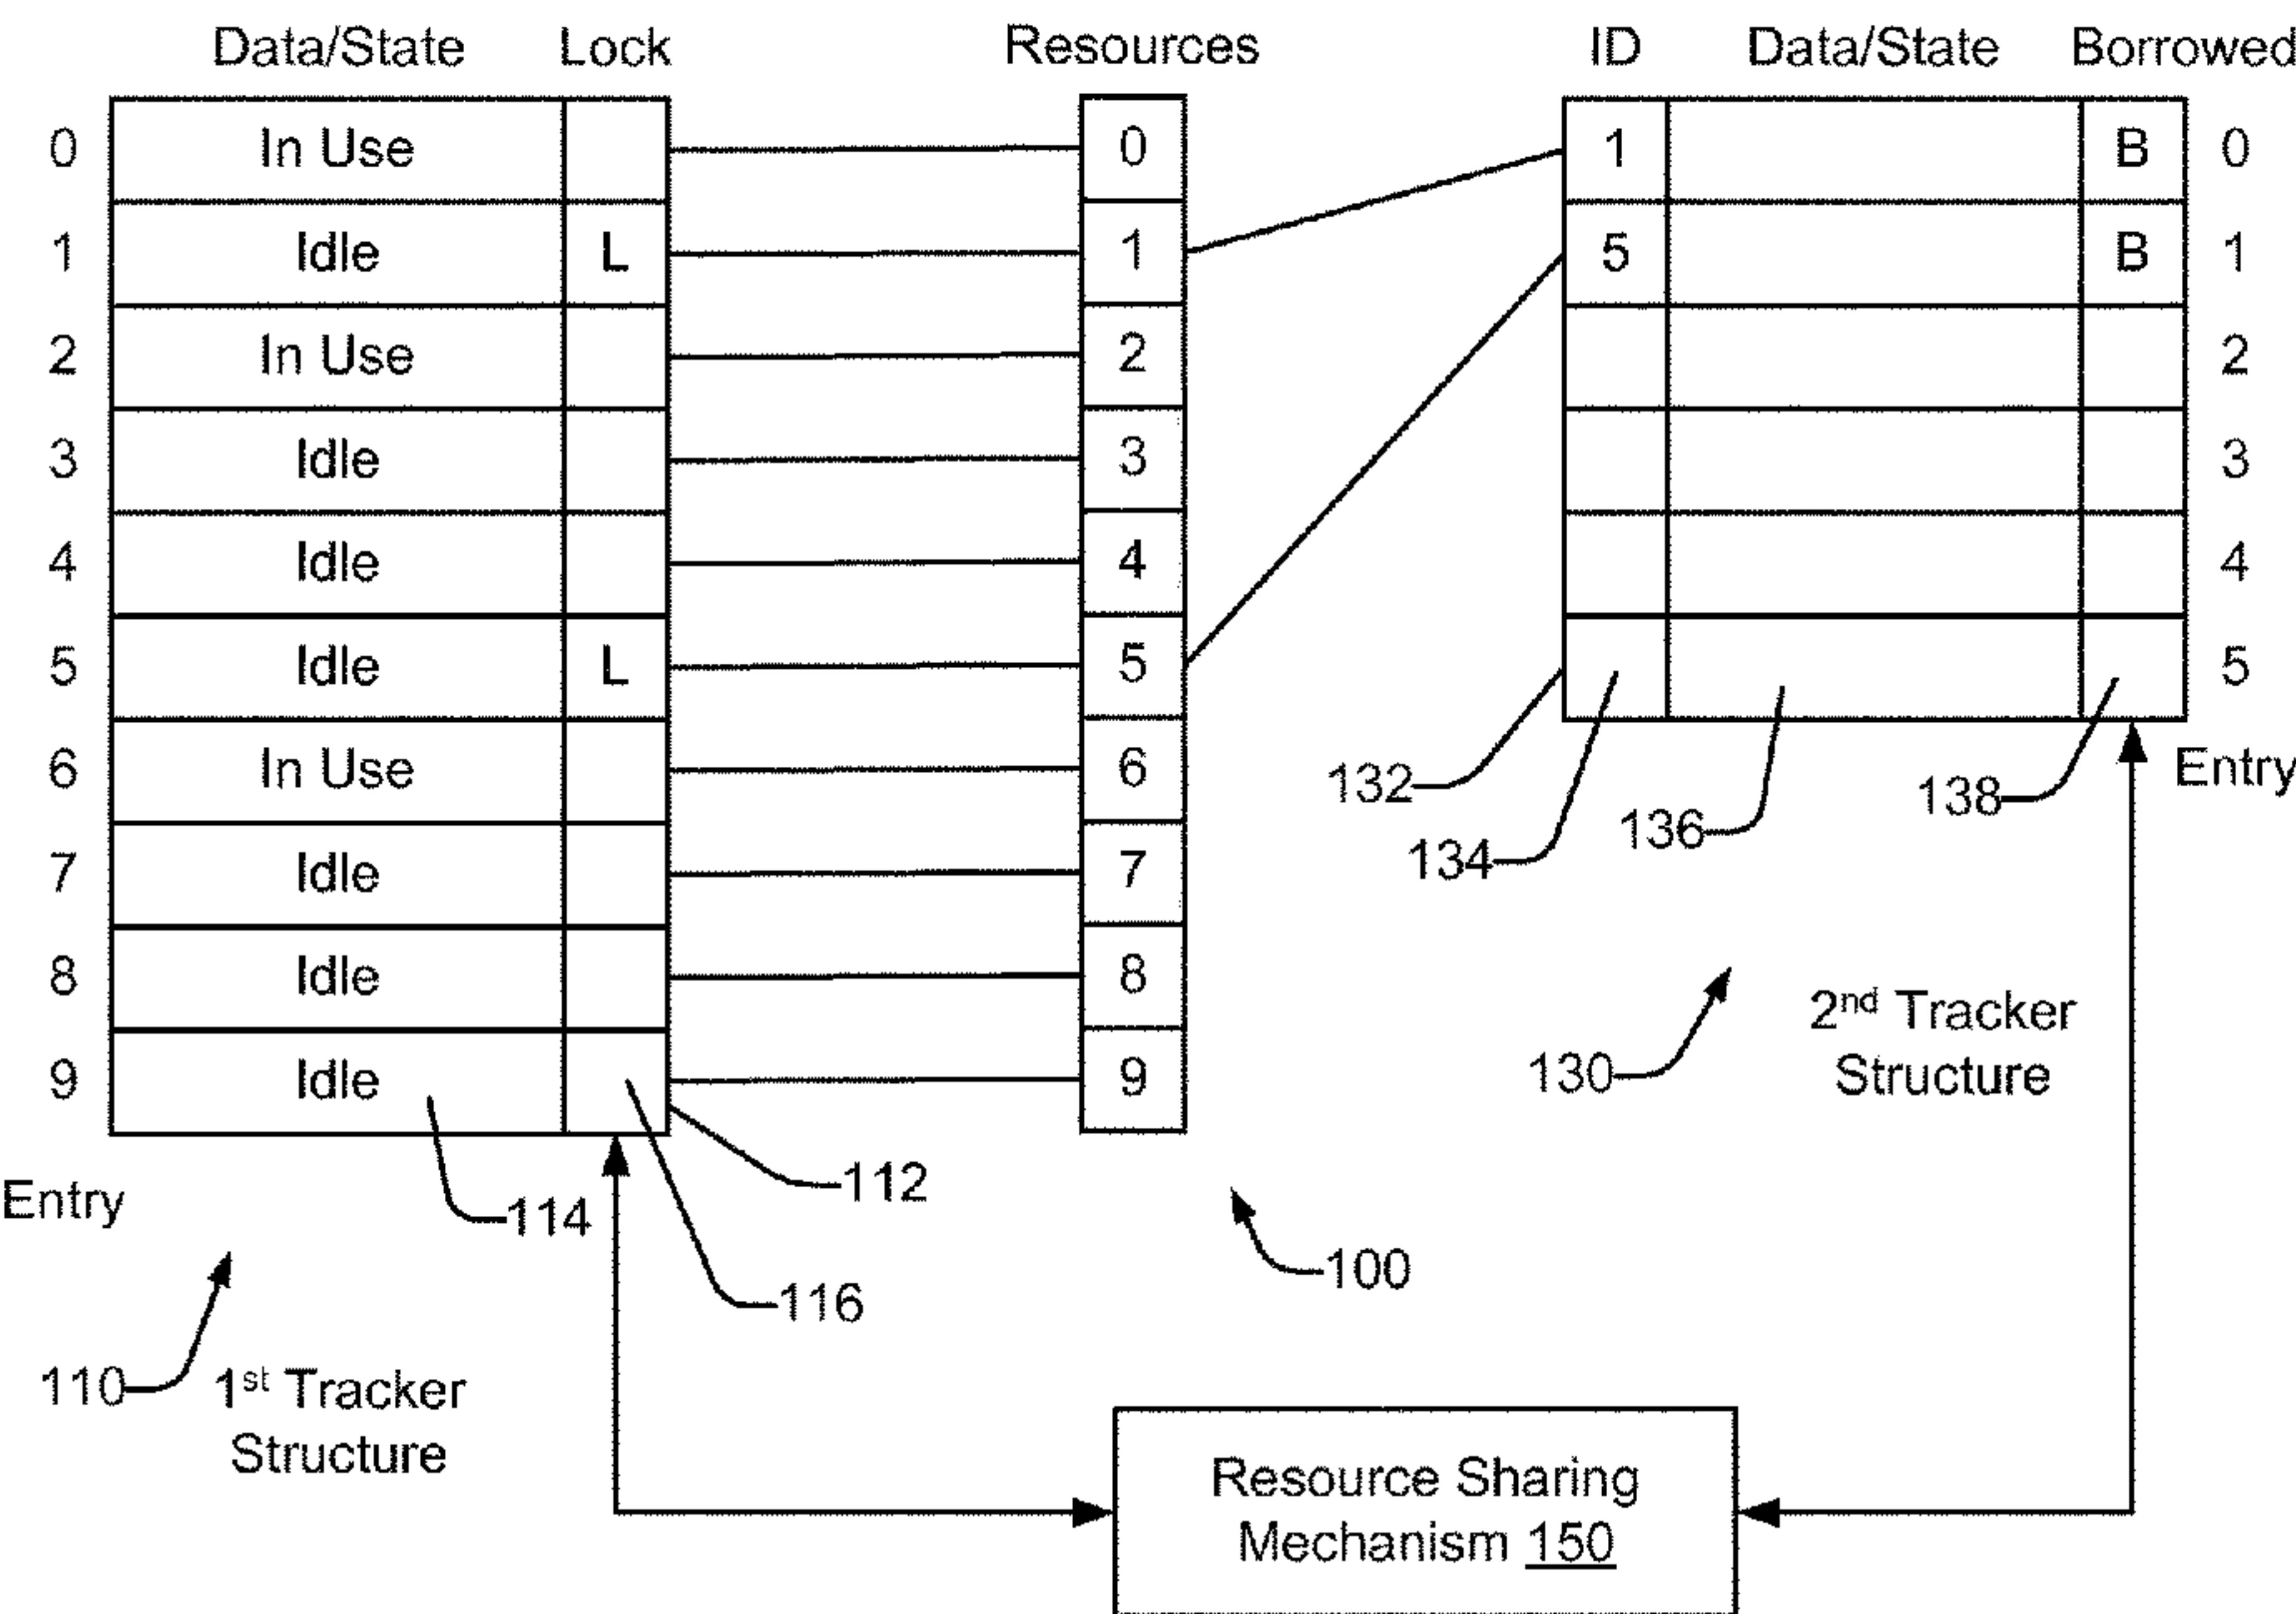 Data/State Lock Resources ID Data/State Borrowed
0 In Use 0 1 B 0
1 Idle L 1 5 B 1
2 In Use 2 2
3 Idle 3 3
4 Idle 4 4
5 Idle L 5 5
6 In Use 6 132 134 136 138 Entry
7 Idle 7
8 Idle 8
9 Idle 9
130 2nd Tracker
Structure
Entry
114 112
116
100
110 1st Tracker
Structure
Resource Sharing
Mechanism 150